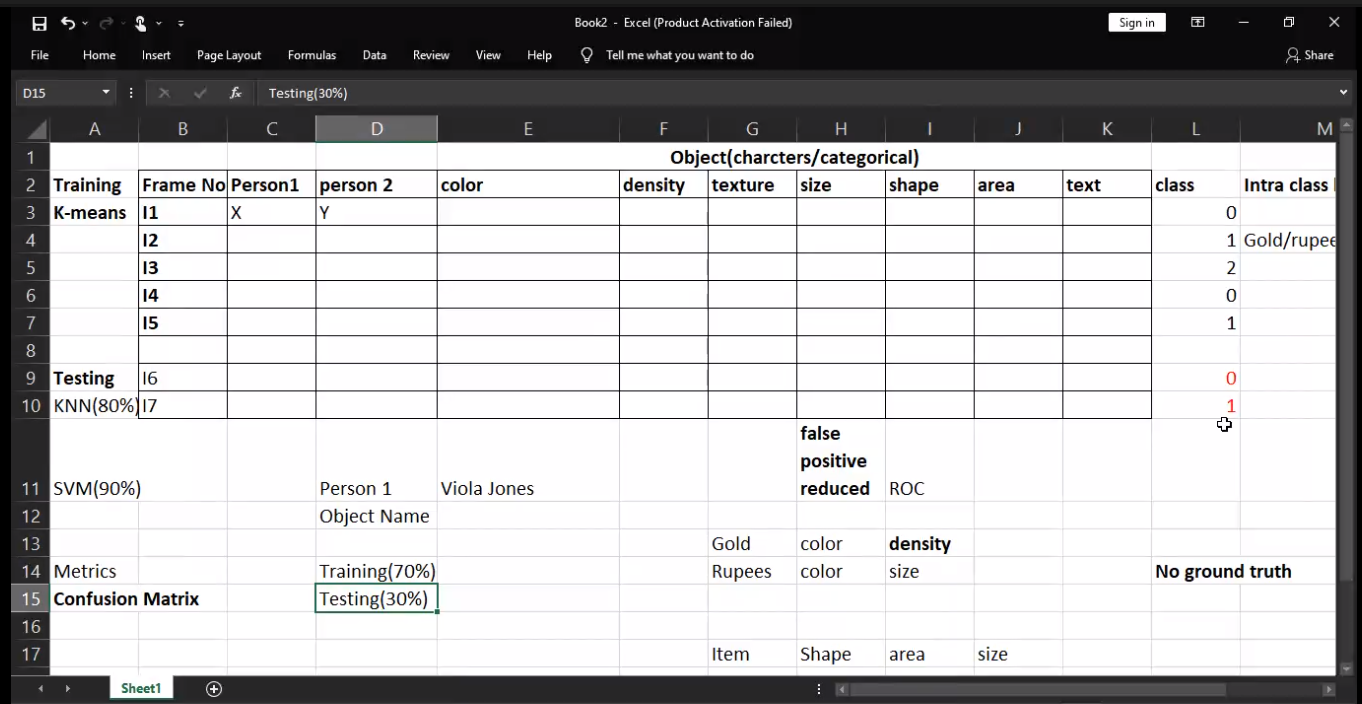 Book2 - Excel (Product Activation Failed)
Sign in
File Home Insert Page Layout Formulas Data Review View Help Tell me what you want to do Share
D15 fx Testing(30%)
A B C D E F G H I J K L M
1 Object(charcters/categorical)
2 Training Frame No Person1 person 2 color density texture size shape area text class Intra class
3 K-means I1 X Y 0
4 I2 1 Gold/rupee
5 I3 2
6 I4 0
7 I5 1
8
9 Testing I6 0
10 KNN(80%) I7 1
false
positive
11 SVM(90%) Person 1 Viola Jones reduced ROC
12 Object Name
13 Gold color density
14 Metrics Training(70%) Rupees color size No ground truth
15 Confusion Matrix Testing(30%)
16
17 Item Shape area size
Sheet1